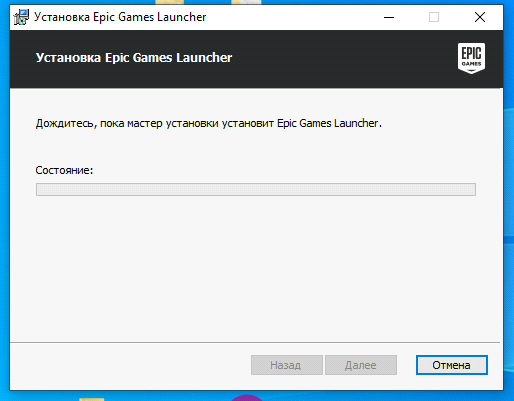 Установка Epic Games Launcher
Установка Epic Games Launcher
EPIC
GAMES
Дождитесь, пока мастер установки установит Epic Games Launcher.
Состояние:
Назад
Далее
Отмена